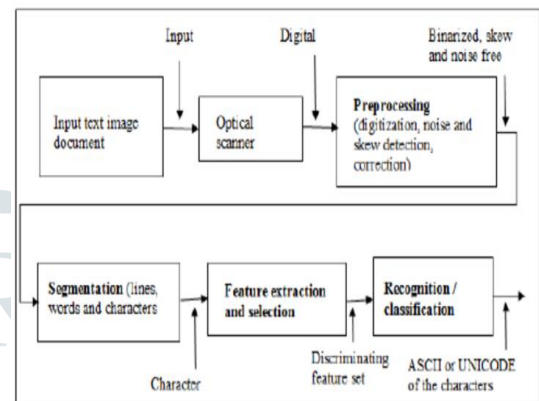 Input
Digital
Binarized, skew
and noise free
Input text image
document
Optical
scanner
Preprocessing
(digitization, noise and
skew detection,
correction)
Segmentation (lines,
words and characters
Feature extraction
and selection
Recognition /
classification
Character
Discriminating
feature set
ASCII or UNICODE
of the characters